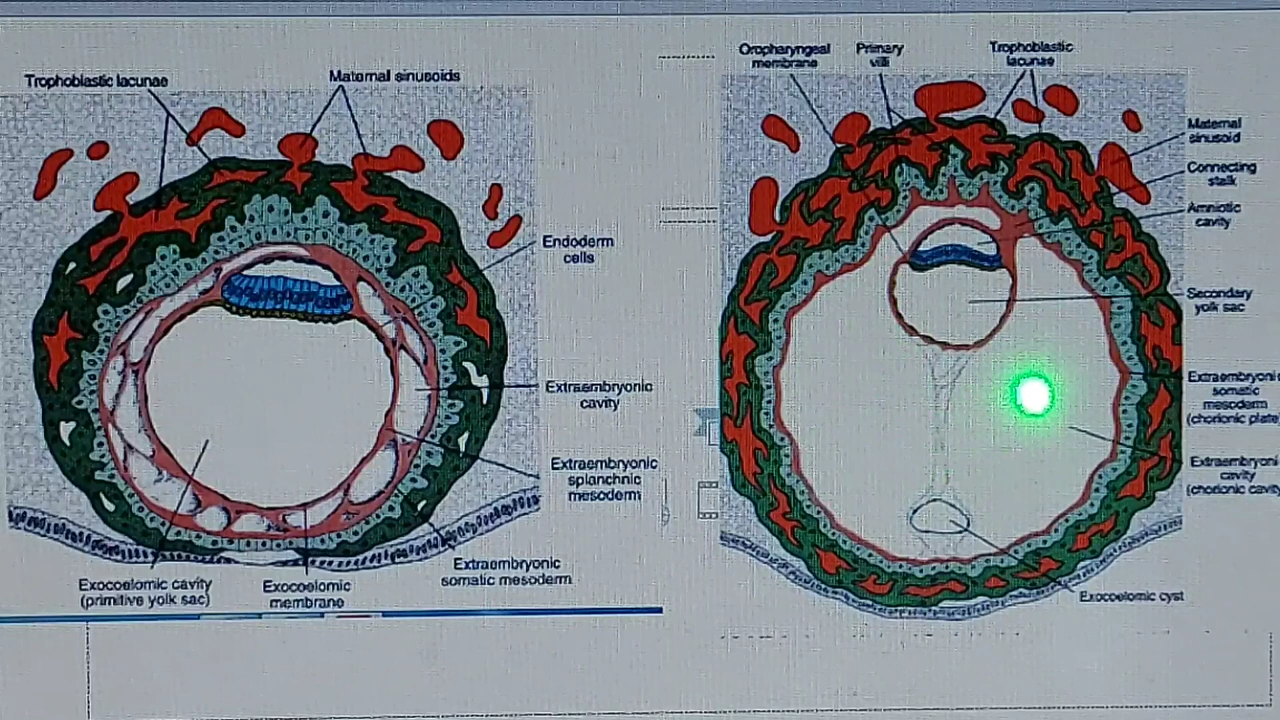 Trophoblastic lacunae
Maternal sinusoids
Endoderm
cells
Extraembryonic
cavity
Extraembryonic
splanchnic
mesoderm
Extraembryonic
somatic mesoderm
Exocoelomic cavity
(primitive yolk sac)
Exocoelomic
membrane
Oropharyngeal
membrane
Primary
villi
Trophoblastic
lacunae
Maternal
sinusoid
Connecting
stalk
Amniotic
cavity
Secondary
yolk sac
Extraembryonic
somatic
mesoderm
(chorionic plate
Extraembryoni
cavity
(chorionic cavity
Exocoelomic cyst